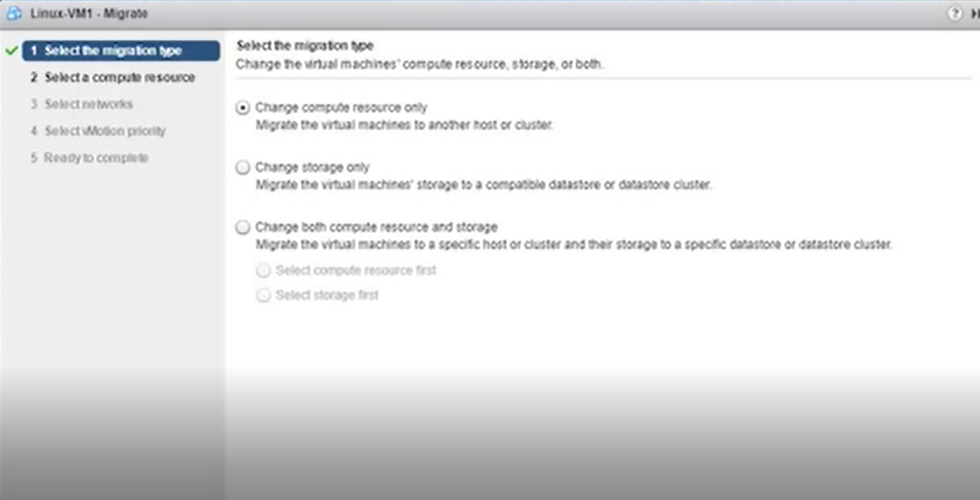 Linux-VM1 - Migrate
?
1 Select the migration type
2 Select a compute resource
3 Select networks
4 Select vMotion priority
5 Ready to complete
Select the migration type
Change the virtual machines' compute resource, storage, or both.
Change compute resource only
Migrate the virtual machines to another host or cluster.
Change storage only
Migrate the virtual machines' storage to a compatible datastore or datastore cluster.
Change both compute resource and storage
Migrate the virtual machines to a specific host or cluster and their storage to a specific datastore or datastore cluster.
Select compute resource first
Select storage first